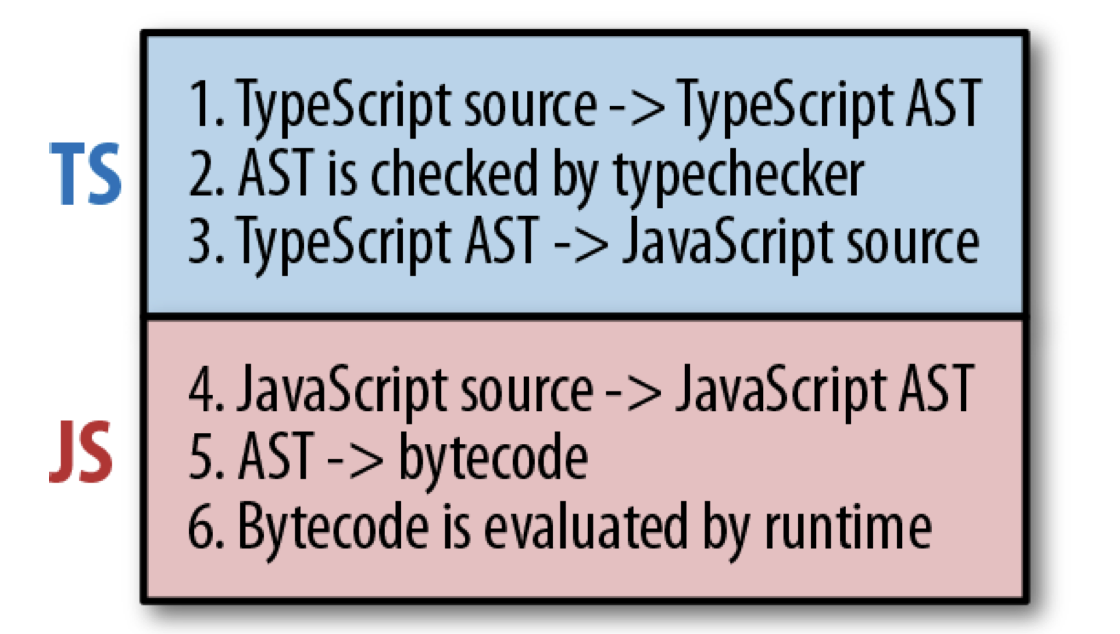 TS
1. TypeScript source -> TypeScript AST
2. AST is checked by typechecker
3. TypeScript AST -> JavaScript source
JS
4. JavaScript source -> JavaScript AST
5. AST -> bytecode
6. Bytecode is evaluated by runtime